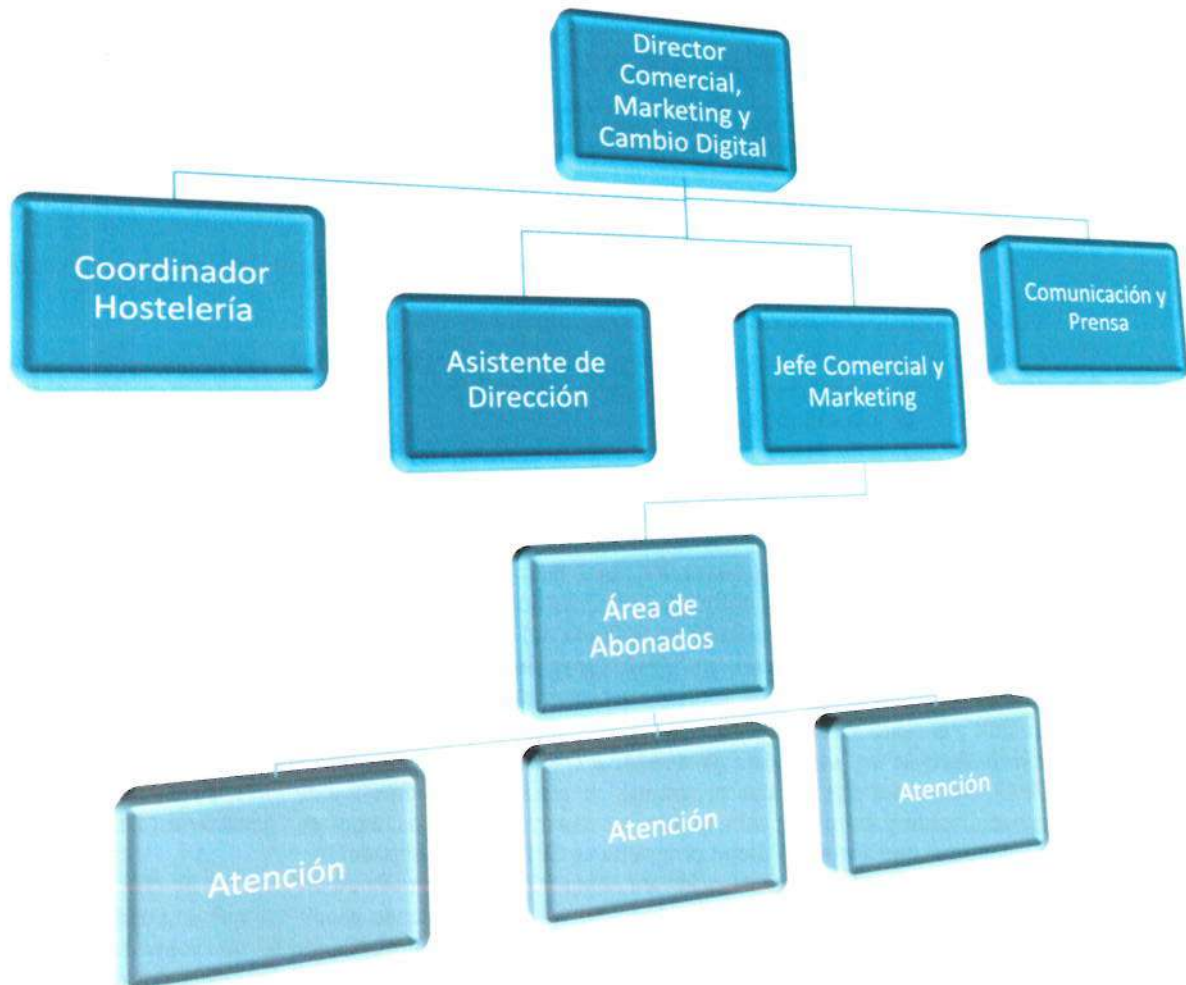 Director
Comercial,
Marketing y
Cambio Digital
Coordinador
Hostelería
Asistente de
Dirección
Jefe Comercial y
Marketing
Comunicación y
Prensa
Área de
Abonados
Atención
Atención
Atención